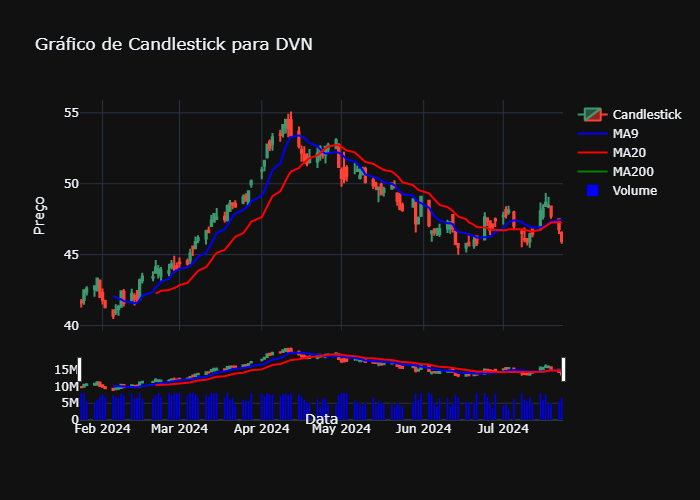 Gráfico de Candlestick para DVN
55
50
45
40
Preço
Candlestick
MA9
MA20
MA200
Volume
15M
10M
5M
0
Data
Feb 2024
Mar 2024
Apr 2024
May 2024
Jun 2024
Jul 2024